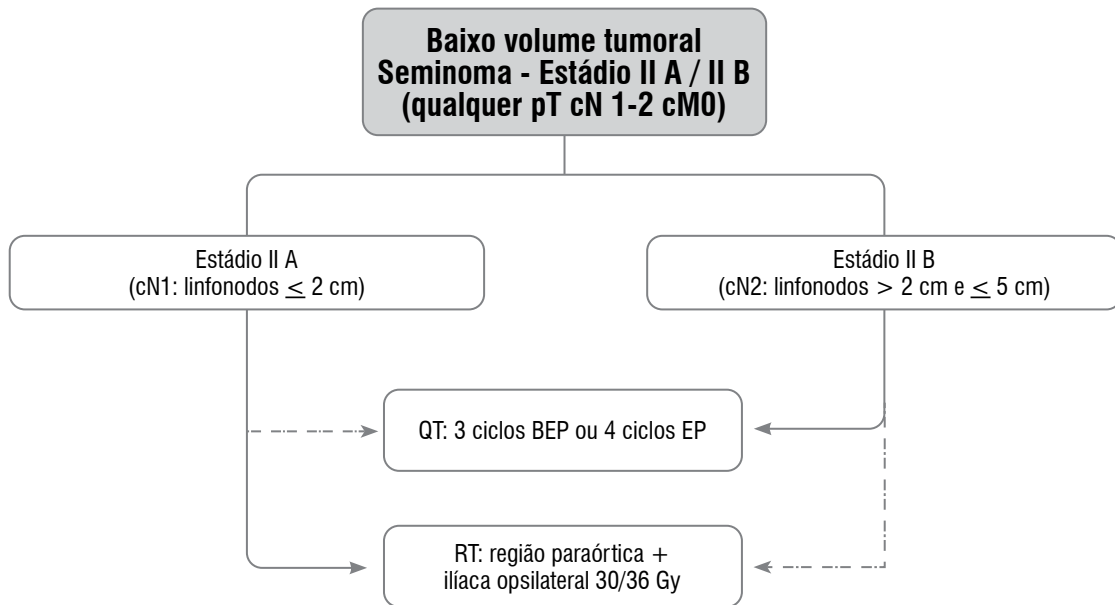 Baixo volume tumoral
Seminoma - Estádio II A / II B
(qualquer pT cN 1-2 cM0)
Estádio II A
(cN1: linfonodos ≤ 2 cm)
Estádio II B
(cN2: linfonodos > 2 cm e ≤ 5 cm)
QT: 3 ciclos BEP ou 4 ciclos EP
RT: região paraórtica +
ilíaca opsilateral 30/36 Gy